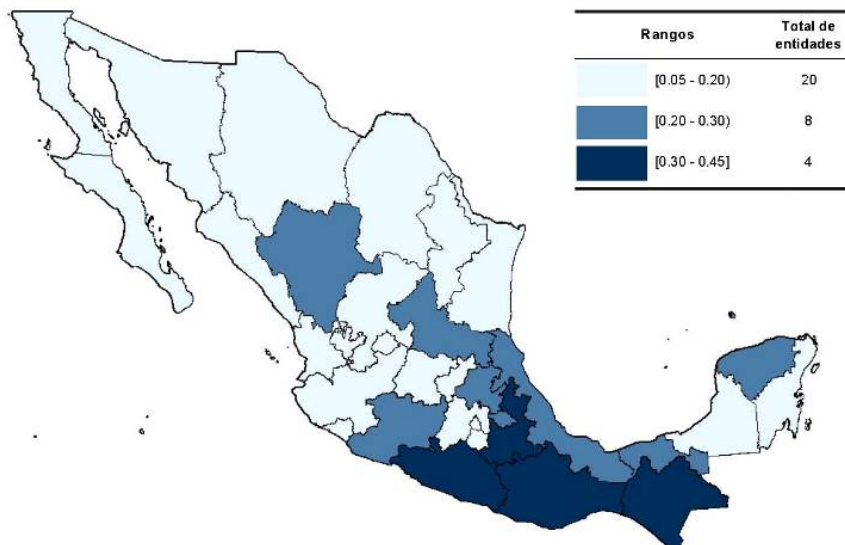 Rangos Total de entidades
[0.05 - 0.20) 20
[0.20 - 0.30) 8
[0.30 - 0.45] 4